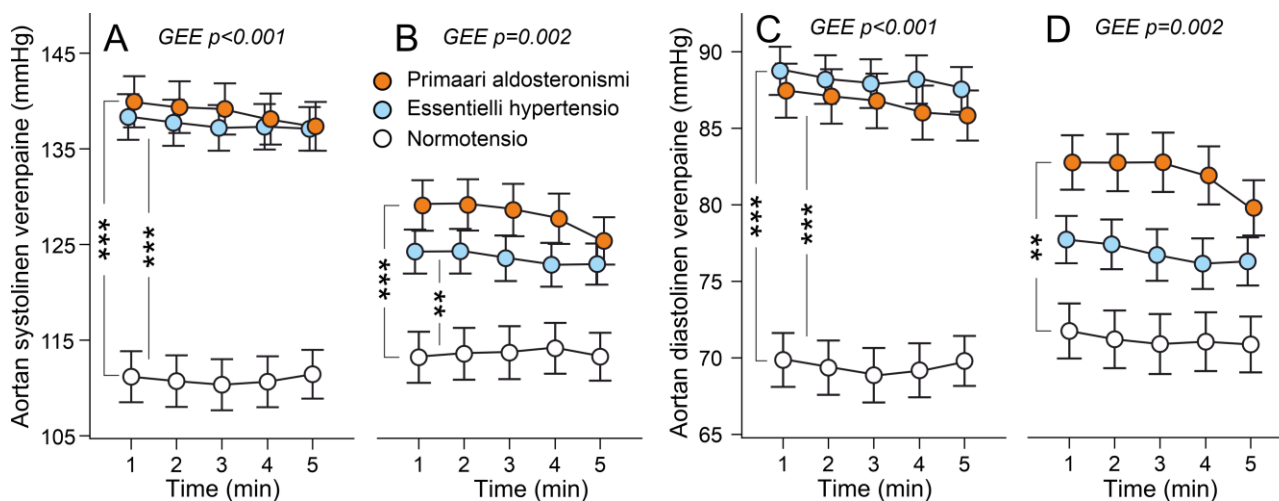 A
GEE p<0.001
B
GEE p=0.002
Primaari aldosteronismi
Essentielli hypertensio
Normotensio
Aortan systolinen verenpaine (mmHg)
145
135
125
115
105
***
***
***
**
1 2 3 4 5
Time (min)
1 2 3 4 5
Time (min)
C
GEE p<0.001
D
GEE p=0.002
Aortan diastolinen verenpaine (mmHg)
90
85
80
75
70
65
***
***
**
1 2 3 4 5
Time (min)
1 2 3 4 5
Time (min)